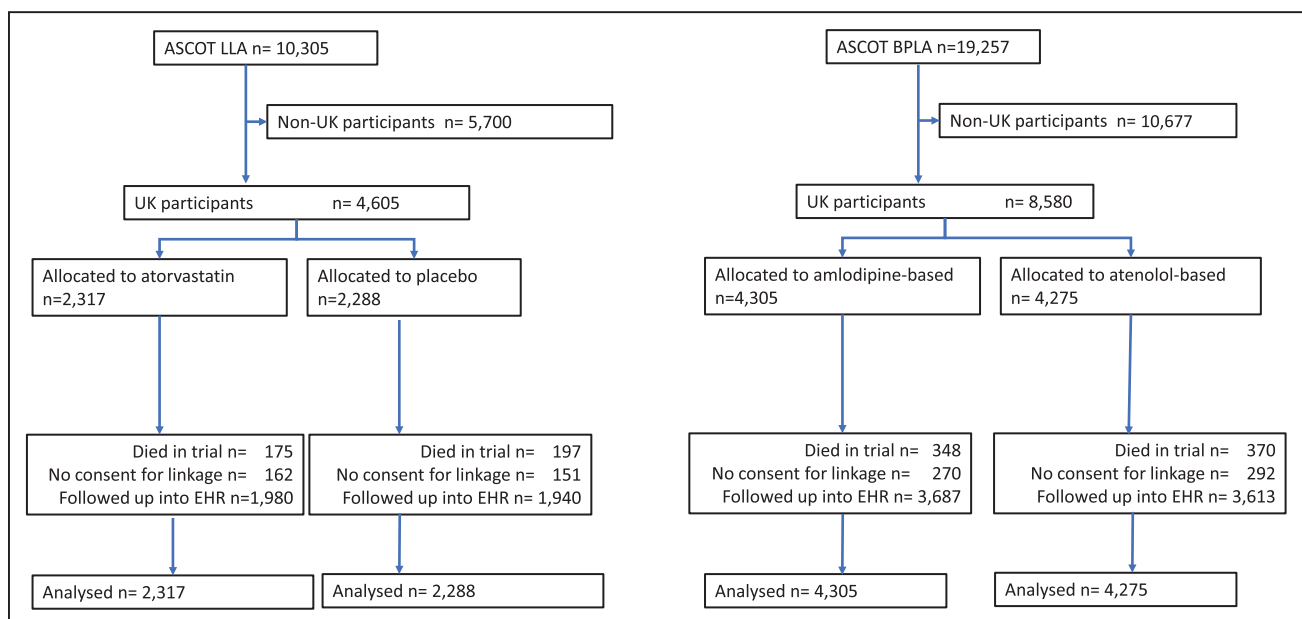 ASCOT LLA n= 10,305
Non-UK participants n= 5,700
UK participants n= 4,605
Allocated to atorvastatin
n=2,317
Allocated to placebo
n=2,288
Died in trial n= 175
No consent for linkage n= 162
Followed up into EHR n=1,980
Died in trial n= 197
No consent for linkage n= 151
Followed up into EHR n= 1,940
Analysed n= 2,317
Analysed n= 2,288
ASCOT BPLA n=19,257
Non-UK participants n= 10,677
UK participants n= 8,580
Allocated to amlodipine-based
n=4,305
Allocated to atenolol-based
n= 4,275
Died in trial n= 348
No consent for linkage n= 270
Followed up into EHR n= 3,687
Died in trial n= 370
No consent for linkage n= 292
Followed up into EHR n= 3,613
Analysed n= 4,305
Analysed n= 4,275